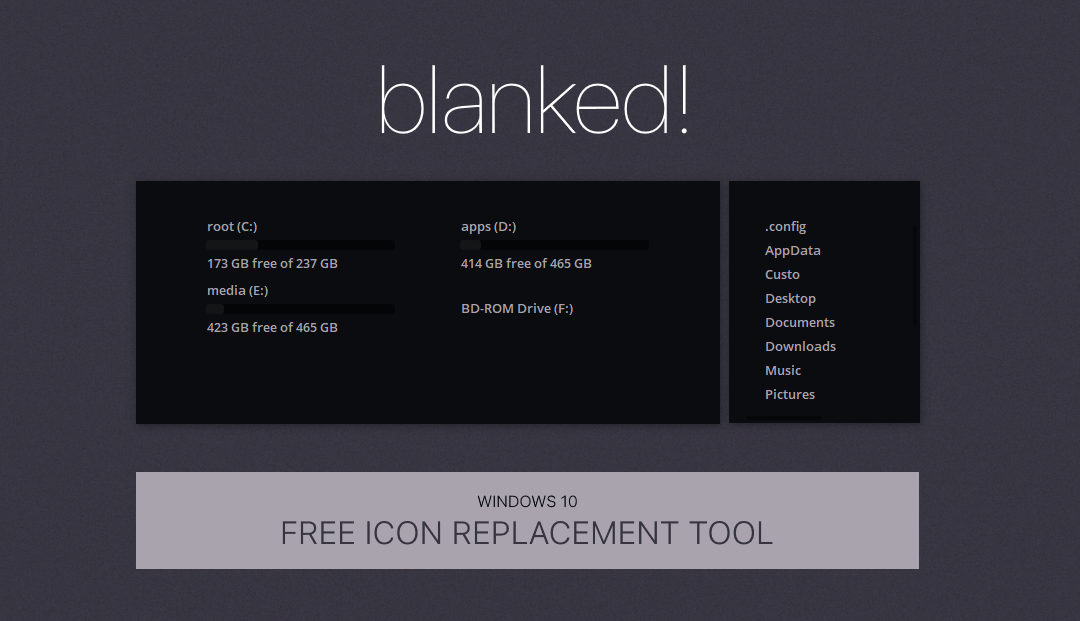 blanked!
root (C:)
173 GB free of 237 GB
media (E:)
423 GB free of 465 GB
apps (D:)
414 GB free of 465 GB
BD-ROM Drive (F:)
.config
AppData
Custo
Desktop
Documents
Downloads
Music
Pictures
WINDOWS 10
FREE ICON REPLACEMENT TOOL